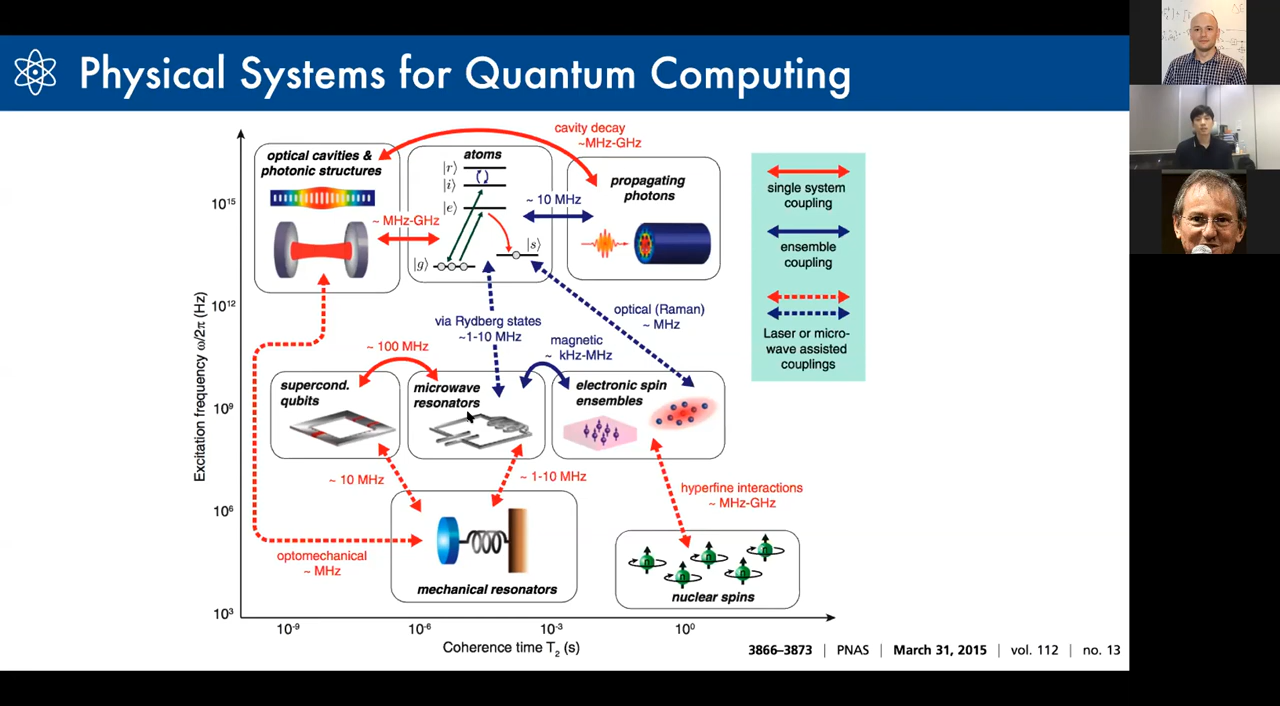 Physical Systems for Quantum Computing
cavity decay
~MHz-GHz
optical cavities &
photonic structures
atoms
|r⟩
|i⟩
|e⟩
|s⟩
|g⟩
propagating
photons
~ MHz-GHz
~ 10 MHz
single system
coupling
ensemble
coupling
Laser or micro-
wave assisted
couplings
via Rydberg states
~1-10 MHz
optical (Raman)
~ MHz
magnetic
~ kHz-MHz
~ 100 MHz
supercond.
qubits
microwave
resonators
electronic spin
ensembles
~ 10 MHz
~ 1-10 MHz
hyperfine interactions
~ MHz-GHz
optomechanical
~ MHz
mechanical resonators
nuclear spins
Excitation frequency ω/2π (Hz)
10¹⁵
10¹²
10⁹
10⁶
10³
10⁻⁹
10⁻⁶
10⁻³
10⁰
Coherence time T₂ (s)
3866–3873 | PNAS | March 31, 2015 | vol. 112 | no. 13